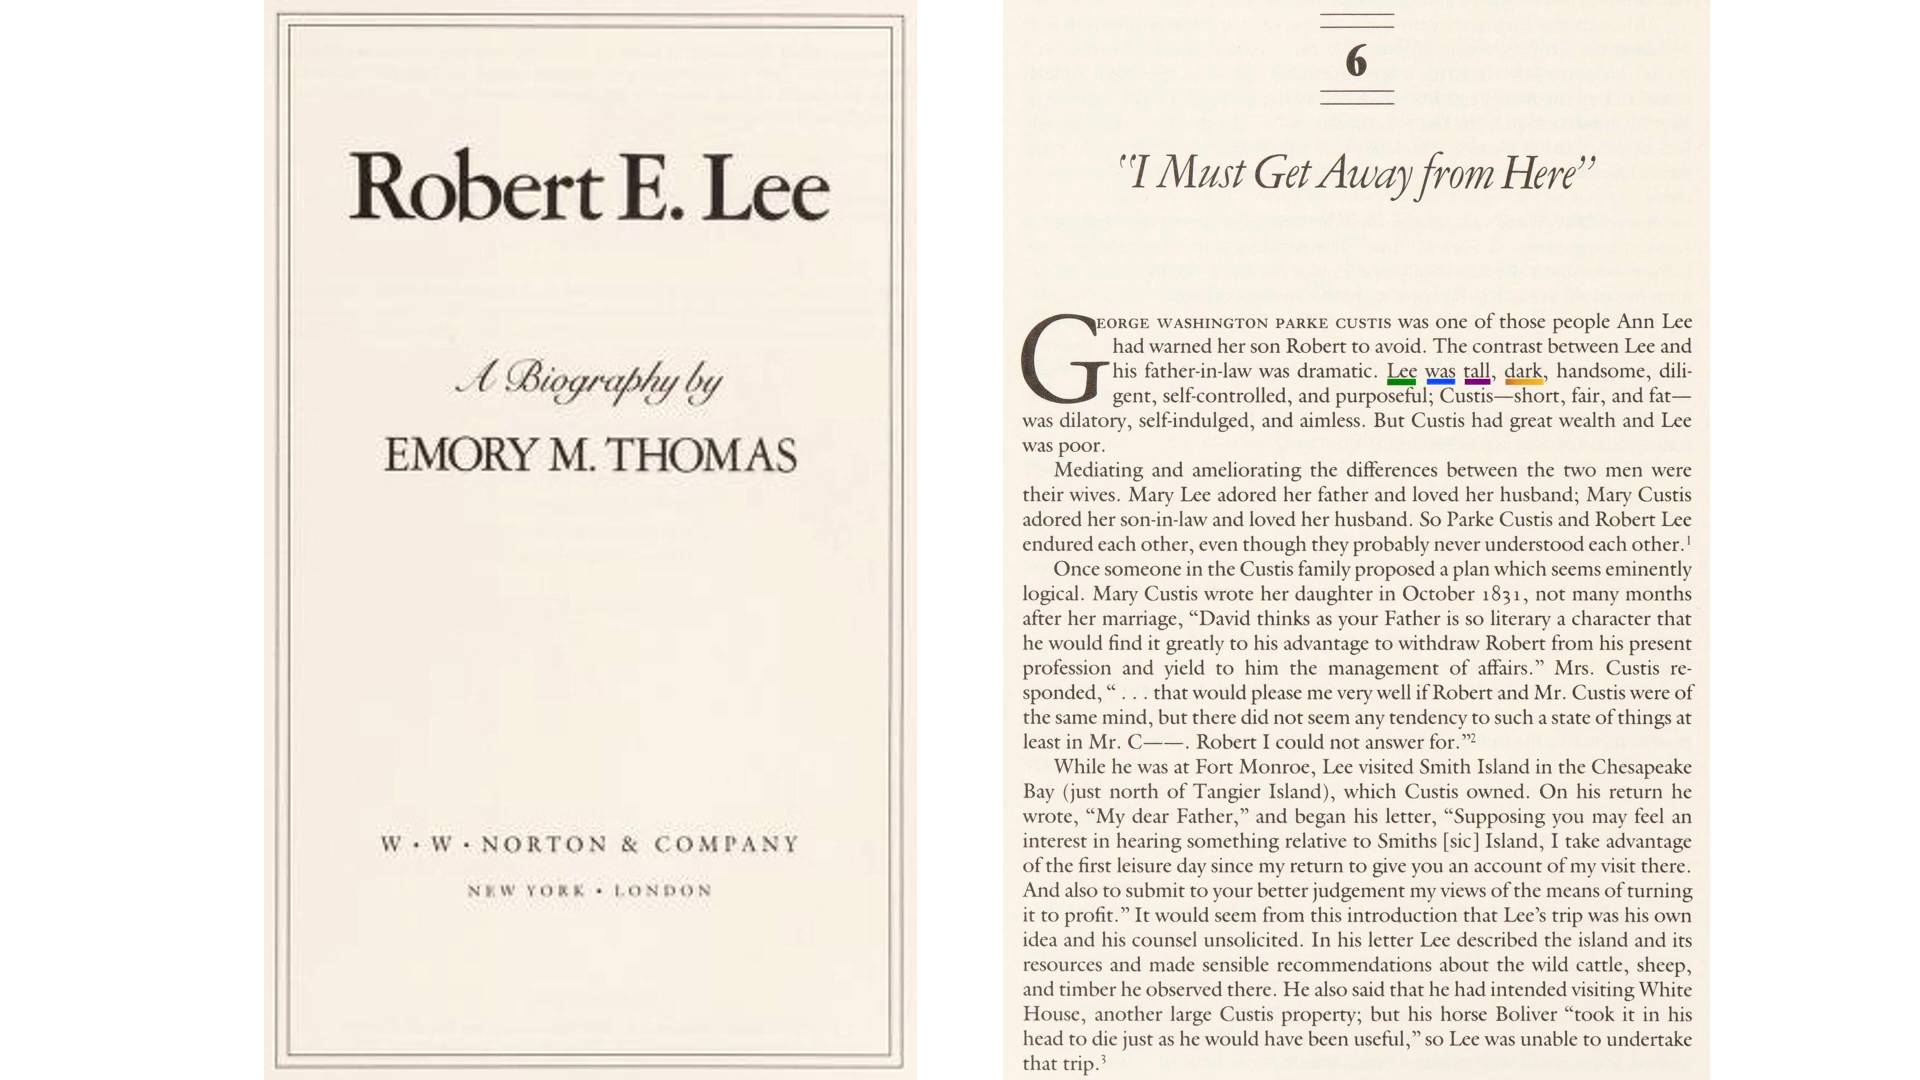 Robert E. Lee
A Biography by
EMORY M. THOMAS
W · W · NORTON & COMPANY
NEW YORK · LONDON
6
“I Must Get Away from Here”
GEORGE WASHINGTON PARKE CUSTIS was one of those people Ann Lee
had warned her son Robert to avoid. The contrast between Lee and
his father-in-law was dramatic. Lee was tall, dark, handsome, dili-
gent, self-controlled, and purposeful; Custis—short, fair, and fat—
was dilatory, self-indulged, and aimless. But Custis had great wealth and Lee
was poor.
Mediating and ameliorating the differences between the two men were
their wives. Mary Lee adored her father and loved her husband; Mary Custis
adored her son-in-law and loved her husband. So Parke Custis and Robert Lee
endured each other, even though they probably never understood each other.¹
Once someone in the Custis family proposed a plan which seems eminently
logical. Mary Custis wrote her daughter in October 1831, not many months
after her marriage, “David thinks as your Father is so literary a character that
he would find it greatly to his advantage to withdraw Robert from his present
profession and yield to him the management of affairs.” Mrs. Custis re-
sponded, “ . . . that would please me very well if Robert and Mr. Custis were of
the same mind, but there did not seem any tendency to such a state of things at
least in Mr. C——. Robert I could not answer for.”²
While he was at Fort Monroe, Lee visited Smith Island in the Chesapeake
Bay (just north of Tangier Island), which Custis owned. On his return he
wrote, “My dear Father,” and began his letter, “Supposing you may feel an
interest in hearing something relative to Smiths [sic] Island, I take advantage
of the first leisure day since my return to give you an account of my visit there.
And also to submit to your better judgement my views of the means of turning
it to profit.” It would seem from this introduction that Lee’s trip was his own
idea and his counsel unsolicited. In his letter Lee described the island and its
resources and made sensible recommendations about the wild cattle, sheep,
and timber he observed there. He also said that he had intended visiting White
House, another large Custis property; but his horse Boliver “took it in his
head to die just as he would have been useful,” so Lee was unable to undertake
that trip.³